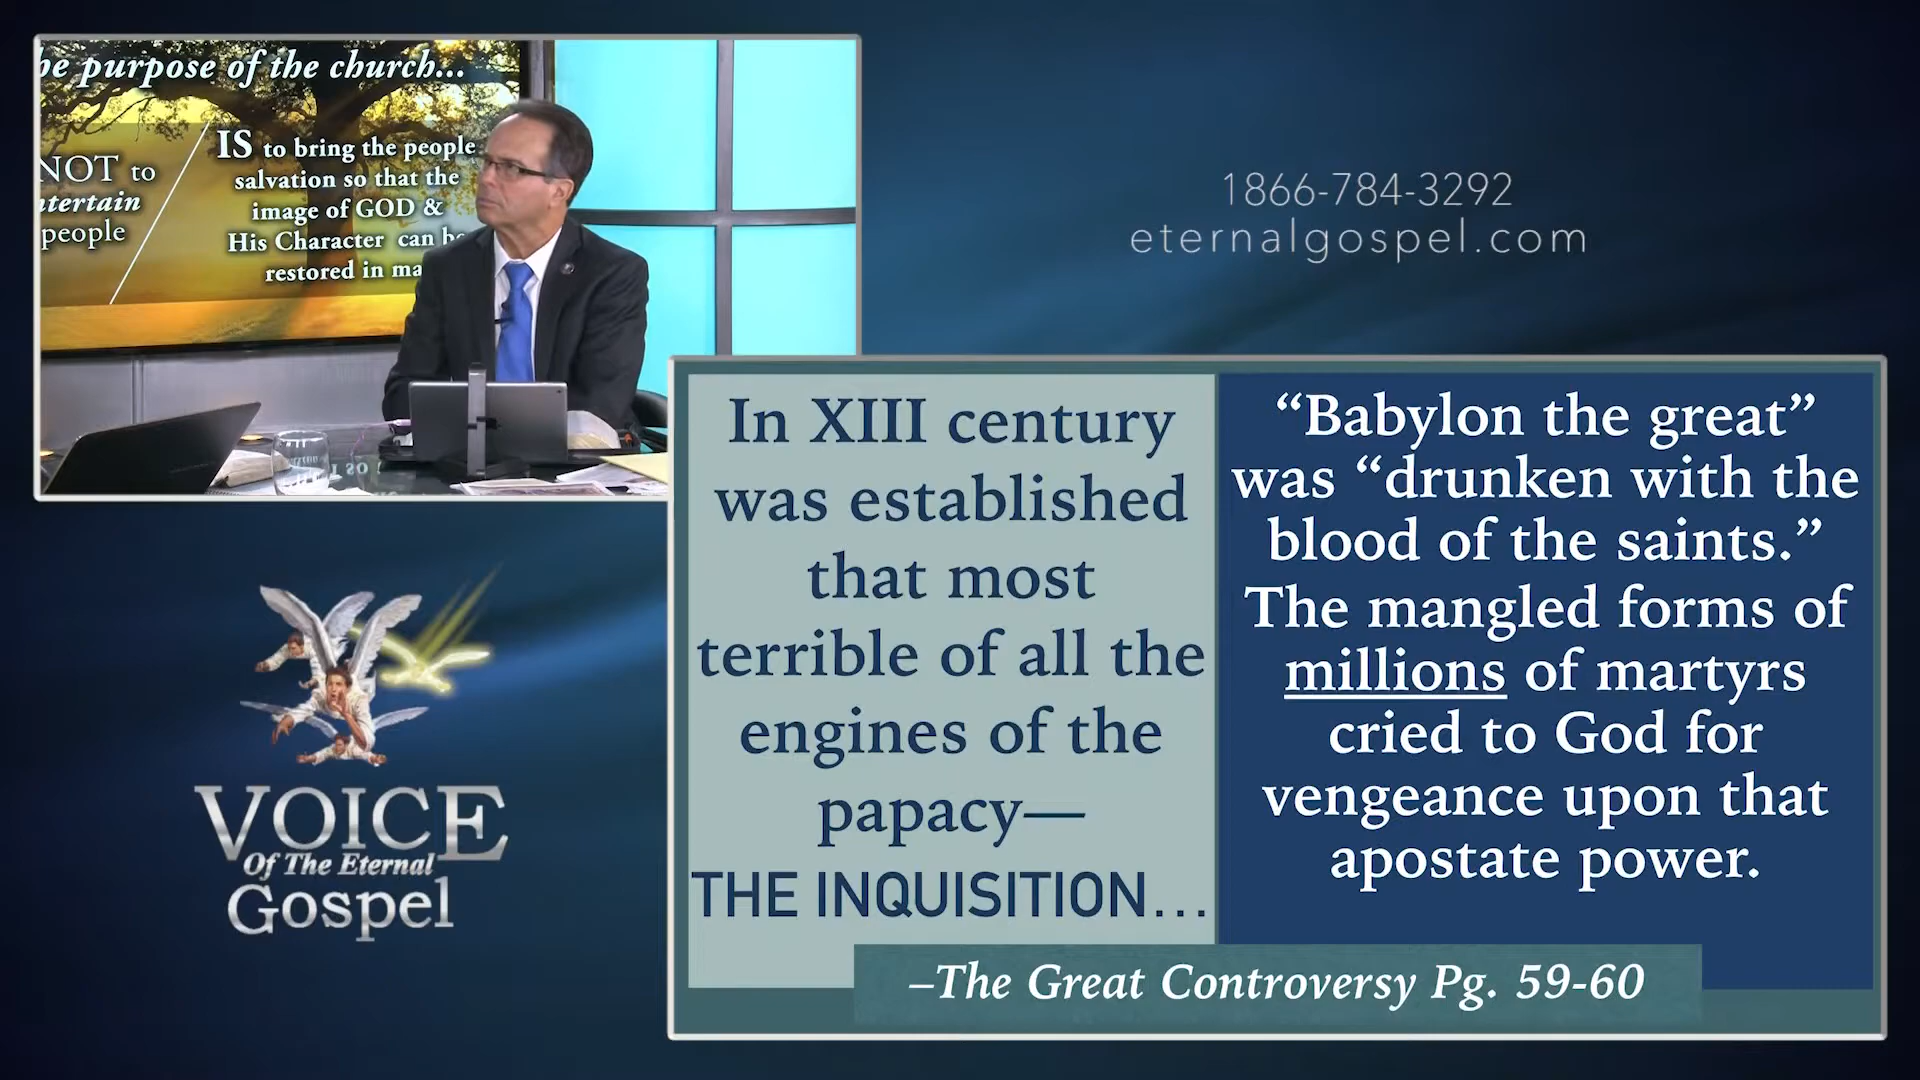 he purpose of the church...
NOT to
ntertain
people
IS to bring the people
salvation so that the
image of GOD &
His Character can be
restored in ma
1866-784-3292
eternalgospel.com
In XIII century
was established
that most
terrible of all the
engines of the
papacy—
THE INQUISITION...
“Babylon the great”
was “drunken with the
blood of the saints.”
The mangled forms of
millions of martyrs
cried to God for
vengeance upon that
apostate power.
–The Great Controversy Pg. 59-60
VOICE
Of The Eternal
Gospel